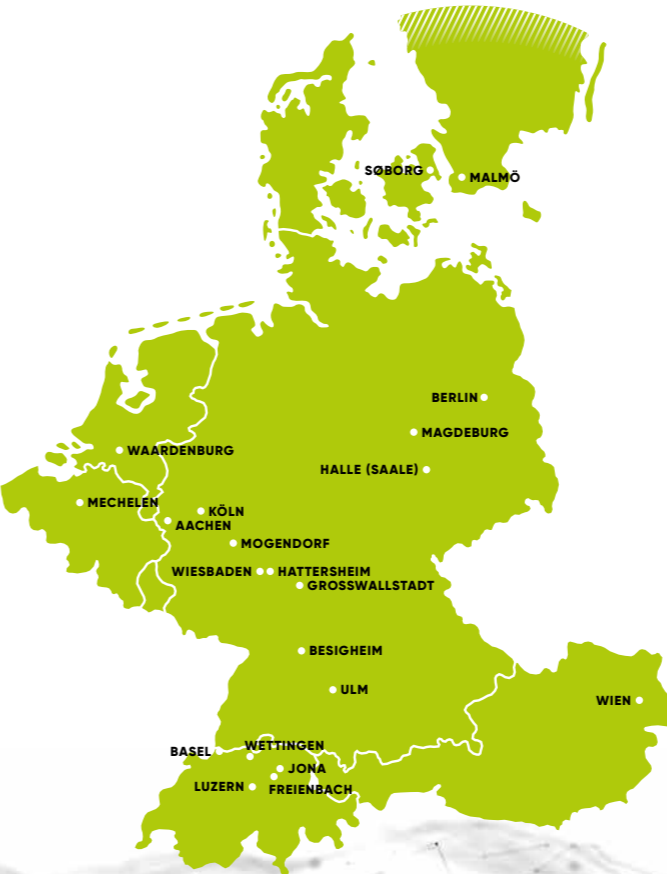 SØBORG
MALMÖ
BERLIN
MAGDEBURG
WAARDENBURG
HALLE (SAALE)
MECHELEN
KÖLN
AACHEN
MOGENDORF
WIESBADEN
HATTERSHEIM
GROSSWALLSTADT
BESIGHEIM
ULM
WIEN
WETTINGEN
BASEL
JONA
LUZERN
FREIENBACH